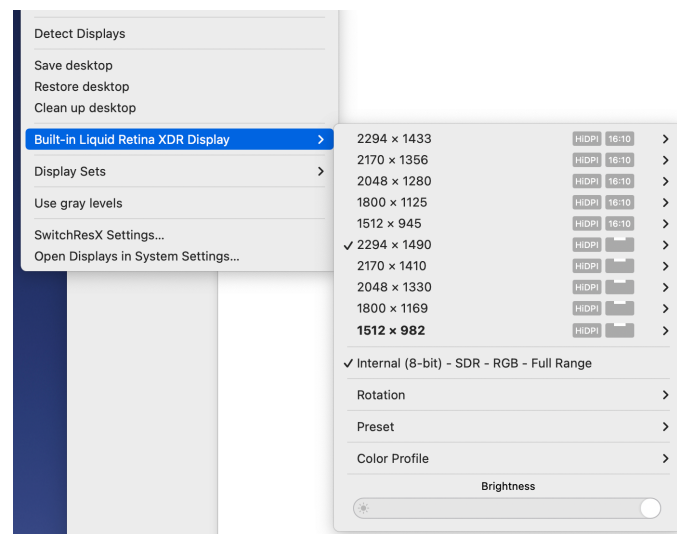 Detect Displays
Save desktop
Restore desktop
Clean up desktop
Built-in Liquid Retina XDR Display
Display Sets
Use gray levels
SwitchResX Settings...
Open Displays in System Settings...
2294 × 1433 HiDPI 16:10
2170 × 1356 HiDPI 16:10
2048 × 1280 HiDPI 16:10
1800 × 1125 HiDPI 16:10
1512 × 945 HiDPI 16:10
2294 × 1490 HiDPI
2170 × 1410 HiDPI
2048 × 1330 HiDPI
1800 × 1169 HiDPI
1512 × 982 HiDPI
Internal (8-bit) - SDR - RGB - Full Range
Rotation
Preset
Color Profile
Brightness